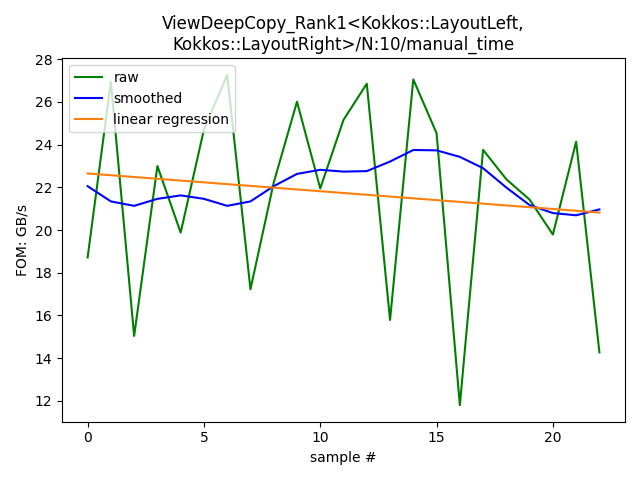 ViewDeepCopy_Rank1<Kokkos::LayoutLeft,
Kokkos::LayoutRight>/N:10/manual_time
28
26
24
22
20
18
16
14
12
FOM: GB/s
raw
smoothed
linear regression
0
5
10
15
20
sample #